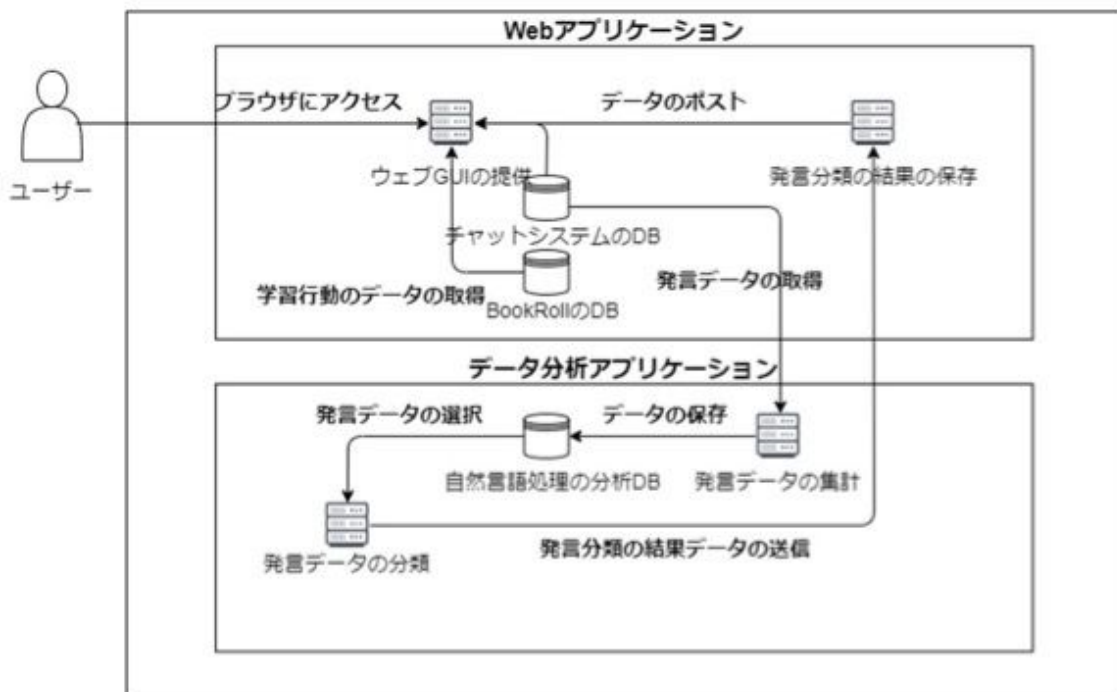 Webアプリケーション
ブラウザにアクセス
データのポスト
ユーザー
ウェブGUIの提供
発言分類の結果の保存
チャットシステムのDB
学習行動のデータの取得
発言データの取得
BookRollのDB
データ分析アプリケーション
発言データの選択
データの保存
自然言語処理の分析DB
発言データの集計
発言データの分類
発言分類の結果データの送信